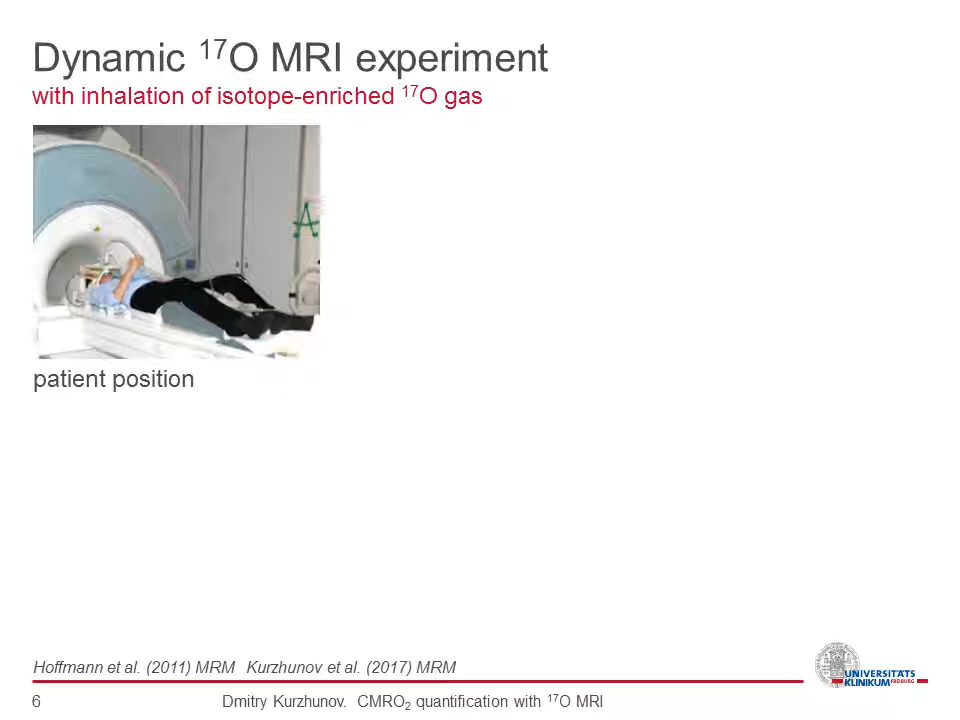 Dynamic ¹⁷O MRI experiment
with inhalation of isotope-enriched ¹⁷O gas
A
patient position
Hoffmann et al. (2011) MRM Kurzhunov et al. (2017) MRM
UNIVERSITÄTS
KLINIKUM FREIBURG
6 Dmitry Kurzhunov. CMRO₂ quantification with ¹⁷O MRI